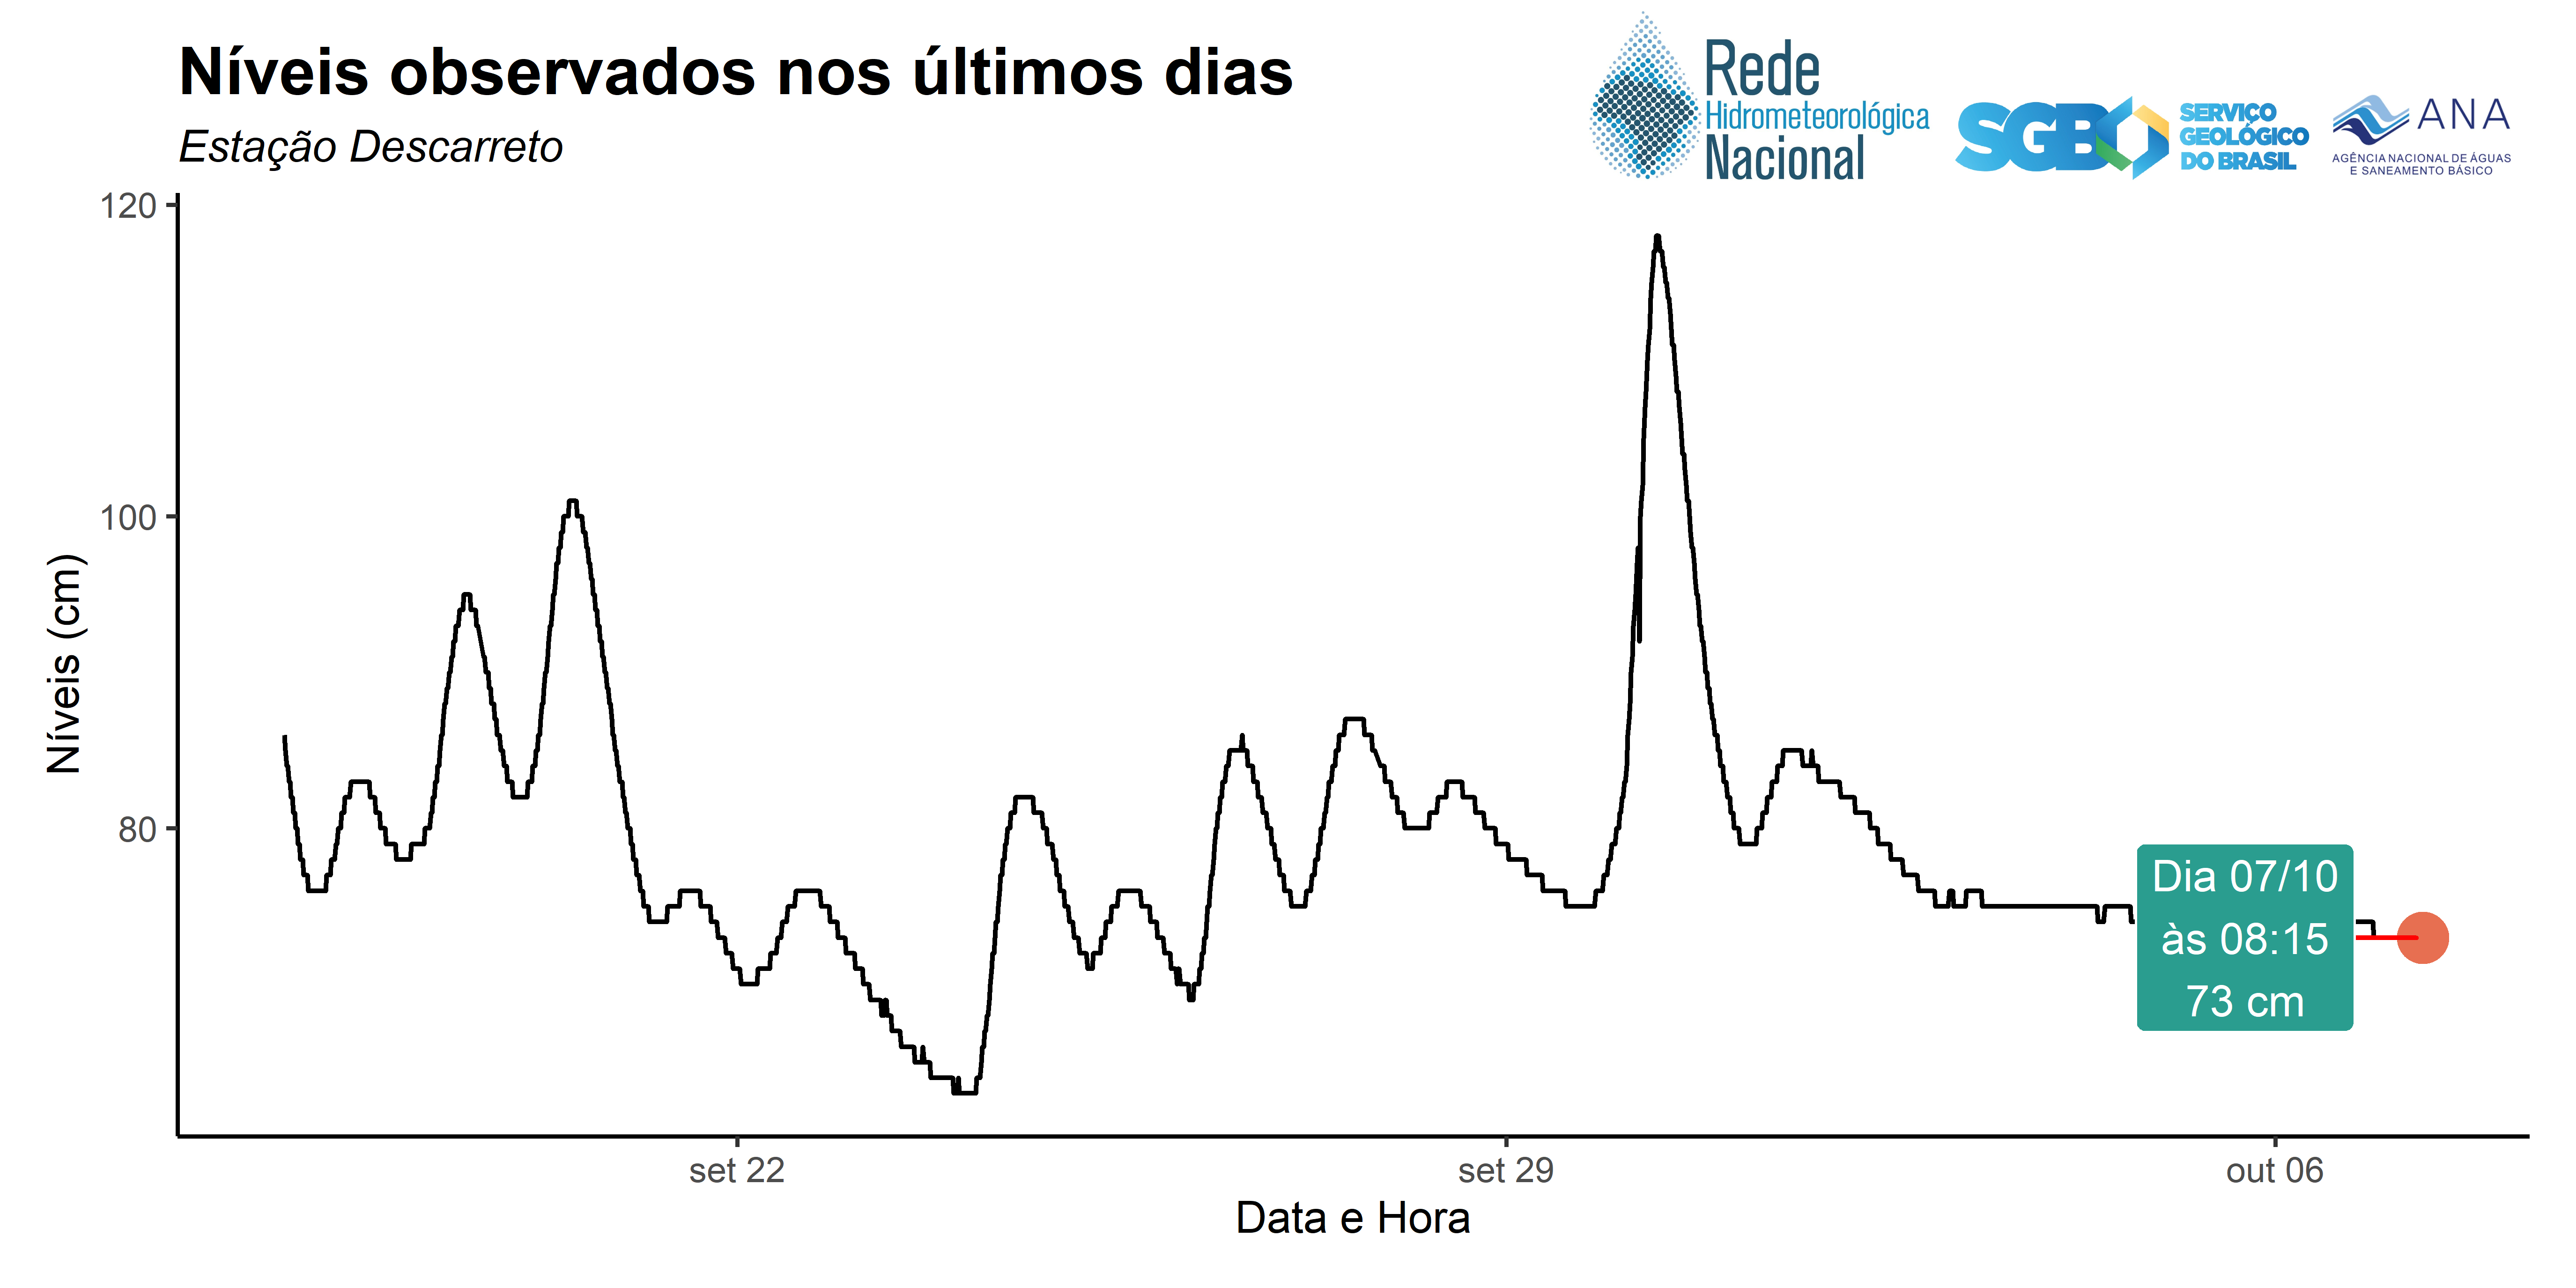 Níveis observados nos últimos dias
Estação Descarreto
Rede
Hidrometeorológica
Nacional
SGB
SERVIÇO
GEOLÓGICO
DO BRASIL
ANA
AGÊNCIA NACIONAL DE ÁGUAS
E SANEAMENTO BÁSICO
120
100
80
Níveis (cm)
Dia 07/10
às 08:15
73 cm
set 22
set 29
out 06
Data e Hora